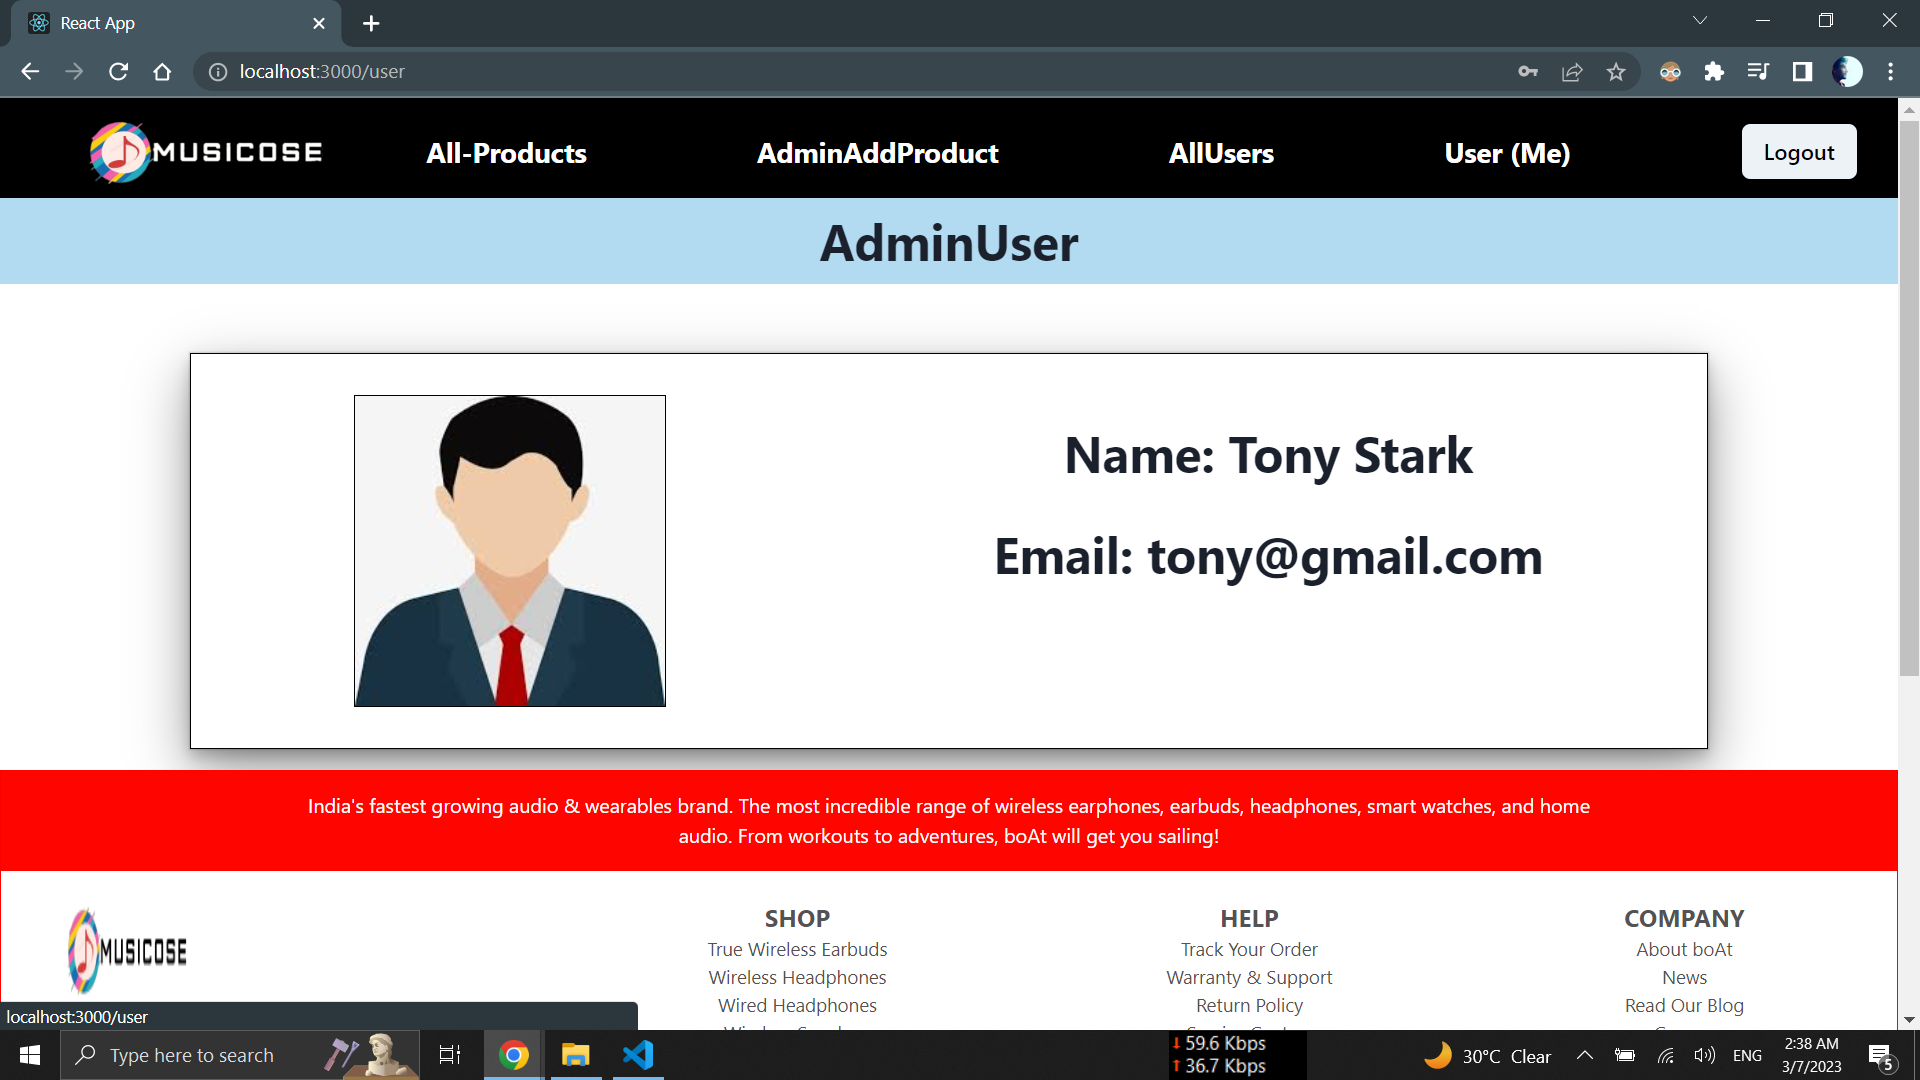 React App
localhost:3000/user
MUSICOSE
All-Products
AdminAddProduct
AllUsers
User (Me)
Logout
AdminUser
Name: Tony Stark
Email: tony@gmail.com
India's fastest growing audio & wearables brand. The most incredible range of wireless earphones, earbuds, headphones, smart watches, and home
audio. From workouts to adventures, boAt will get you sailing!
MUSICOSE
SHOP
True Wireless Earbuds
Wireless Headphones
Wired Headphones
HELP
Track Your Order
Warranty & Support
Return Policy
COMPANY
About boAt
News
Read Our Blog
localhost:3000/user
Type here to search
59.6 Kbps
36.7 Kbps
30°C Clear
ENG
2:38 AM
3/7/2023
5